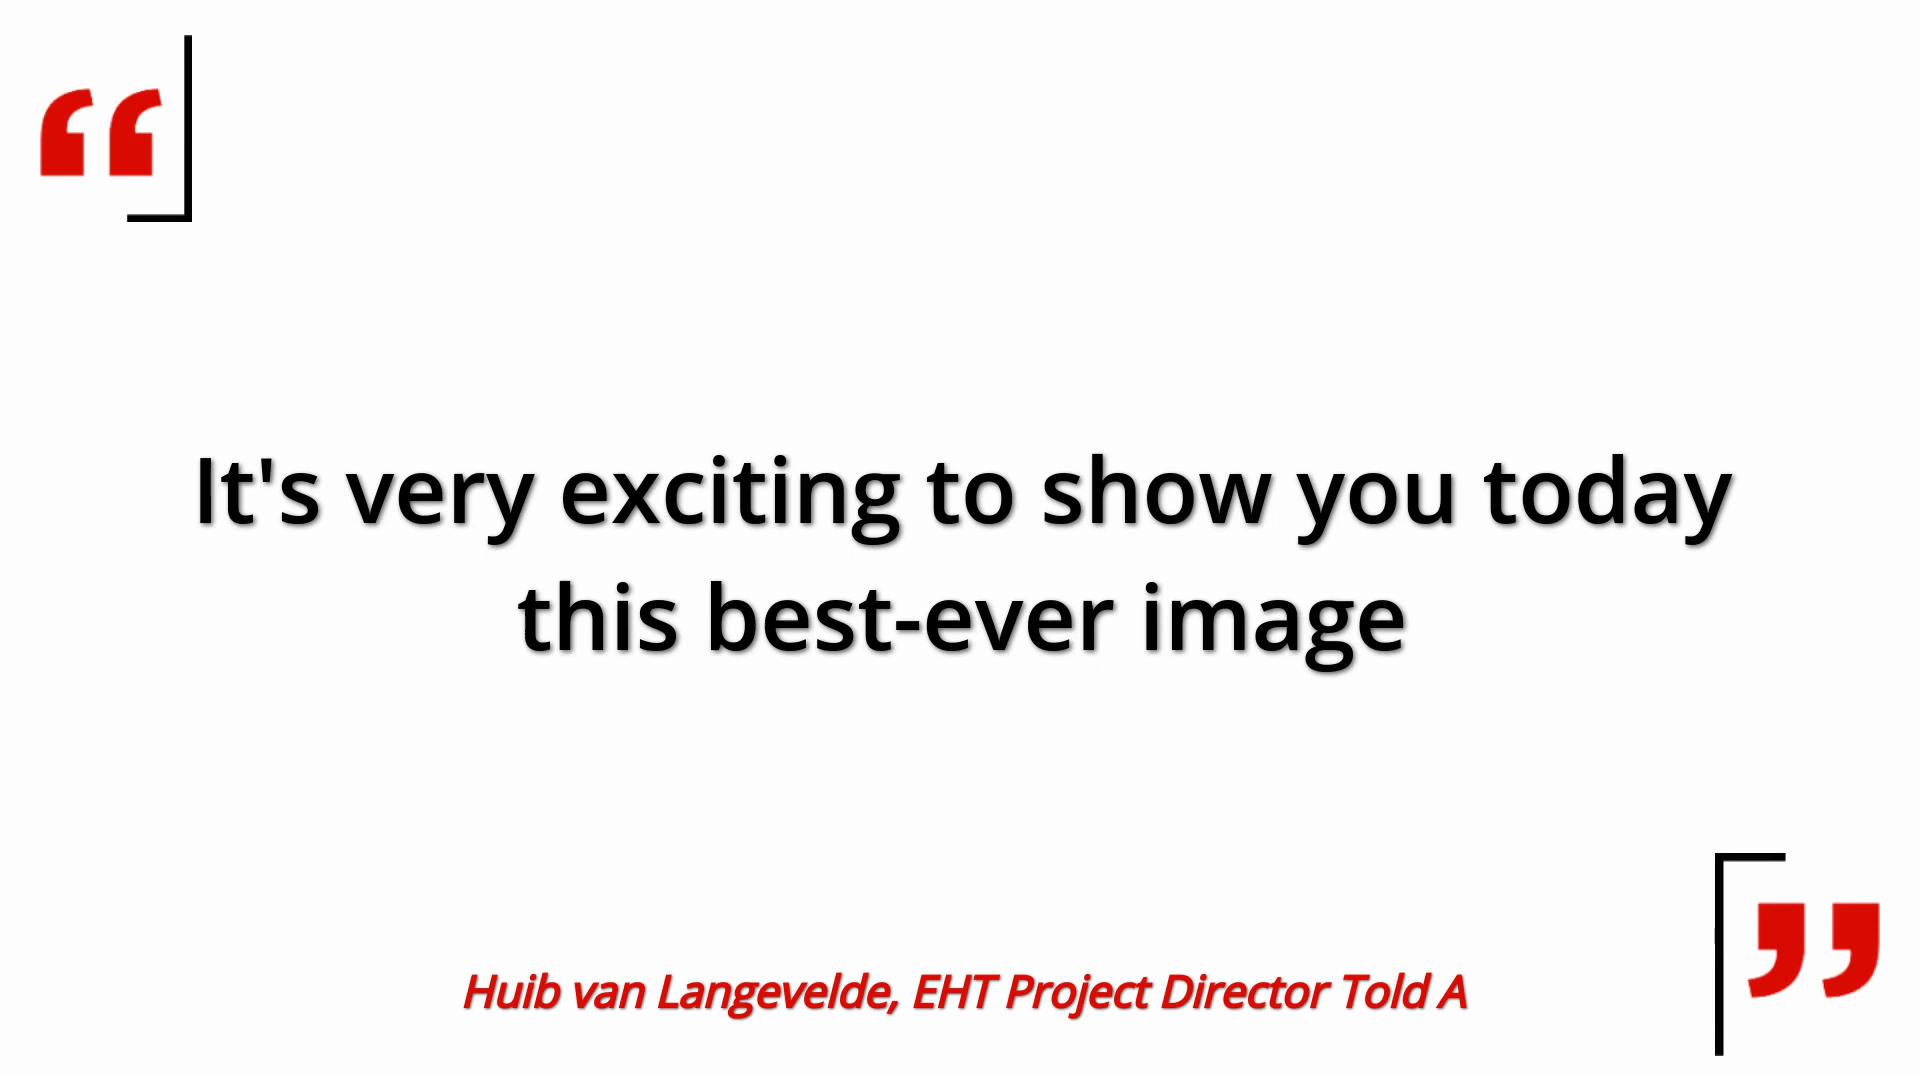 It's very exciting to show you today
this best-ever image
Huib van Langevelde, EHT Project Director Told A